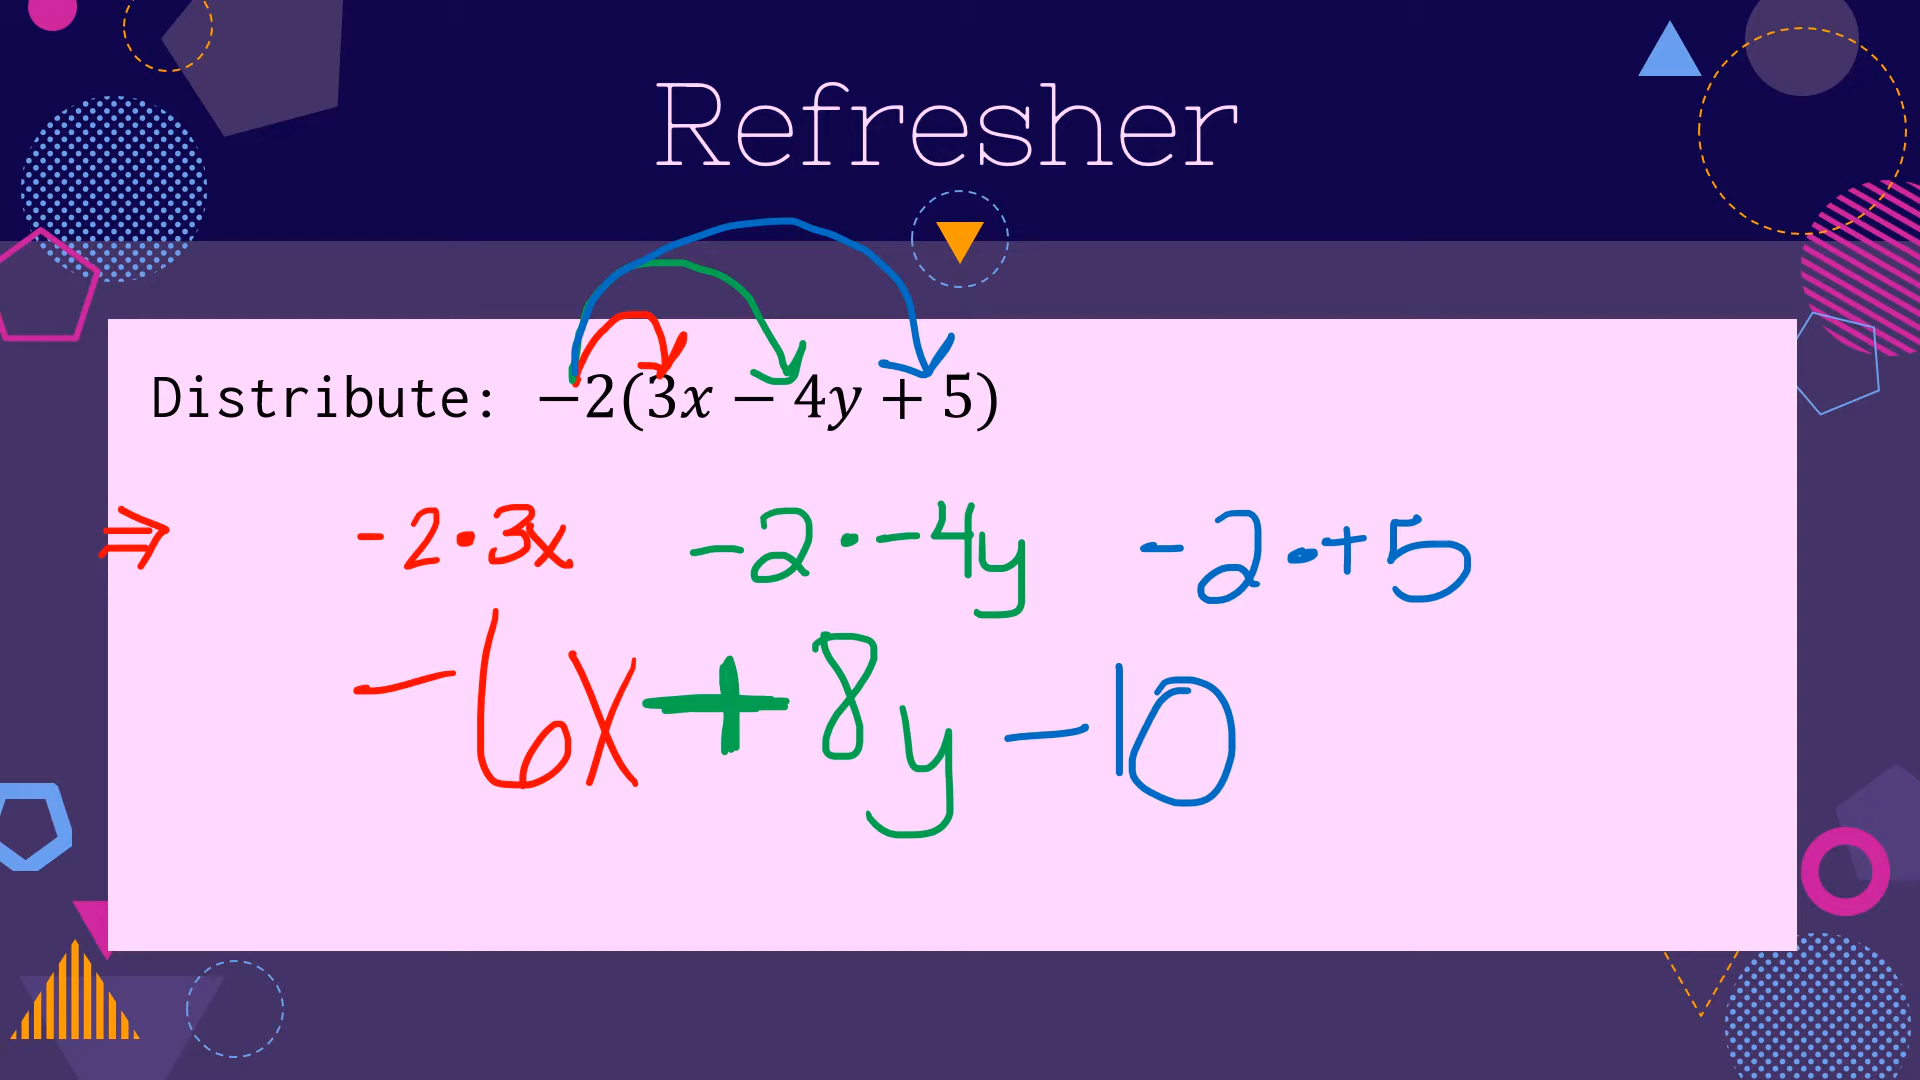 Refresher
Distribute: −2(3x − 4y + 5)
⇒ -2·3x -2·-4y -2·+5
-6x+8y-10